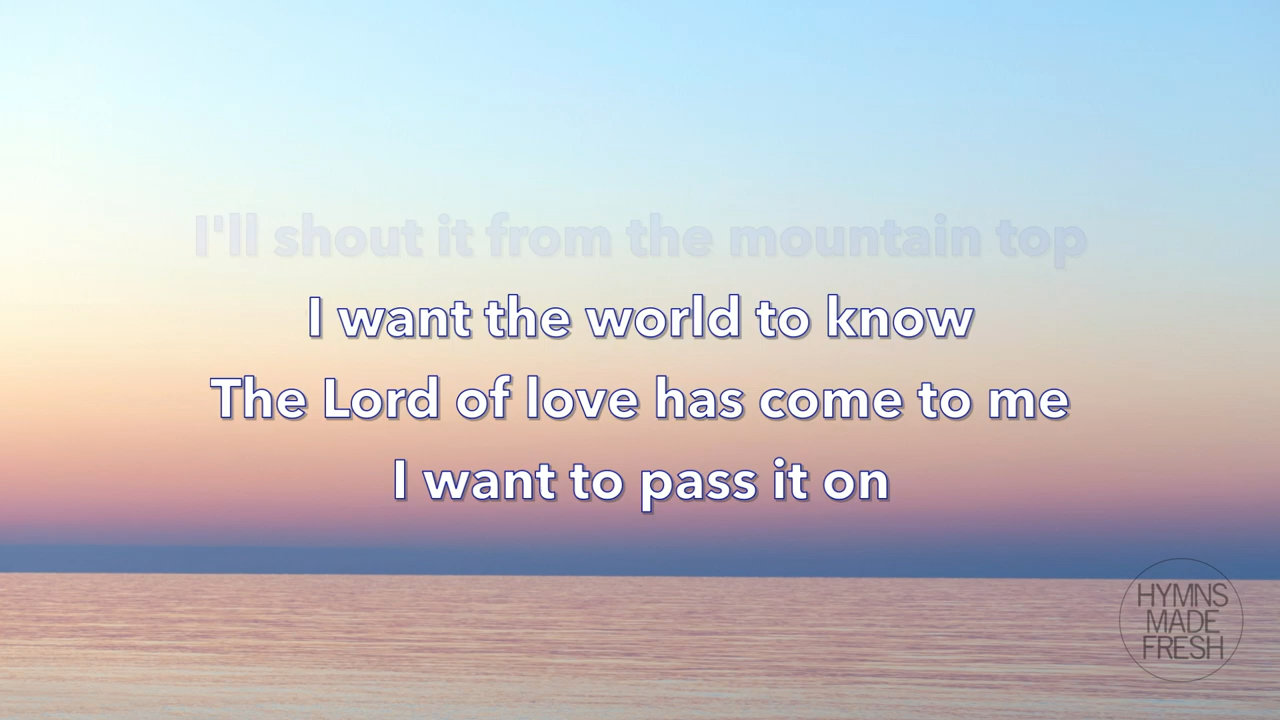 I'll shout it from the mountain top
I want the world to know
The Lord of love has come to me
I want to pass it on
HYMNS
MADE
FRESH